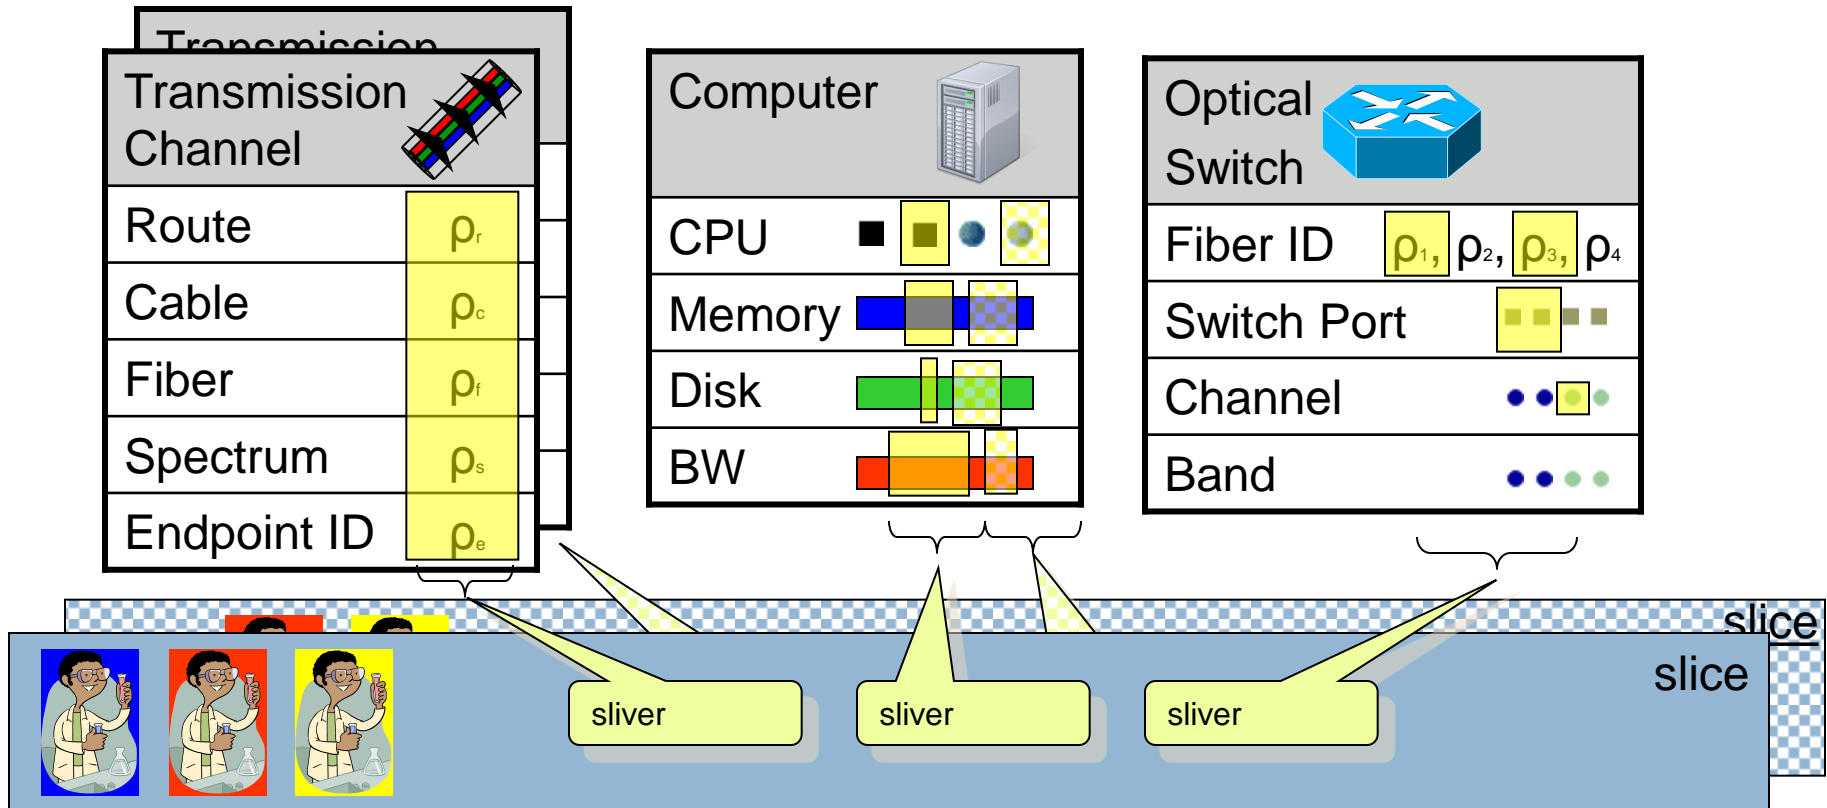 Transmission
Transmission
Channel
Route ρr
Cable ρc
Fiber ρf
Spectrum ρs
Endpoint ID ρe
Computer
CPU
Memory
Disk
BW
Optical
Switch
Fiber ID ρ1, ρ2, ρ3, ρ4
Switch Port
Channel
Band
slice
slice
sliver
sliver
sliver